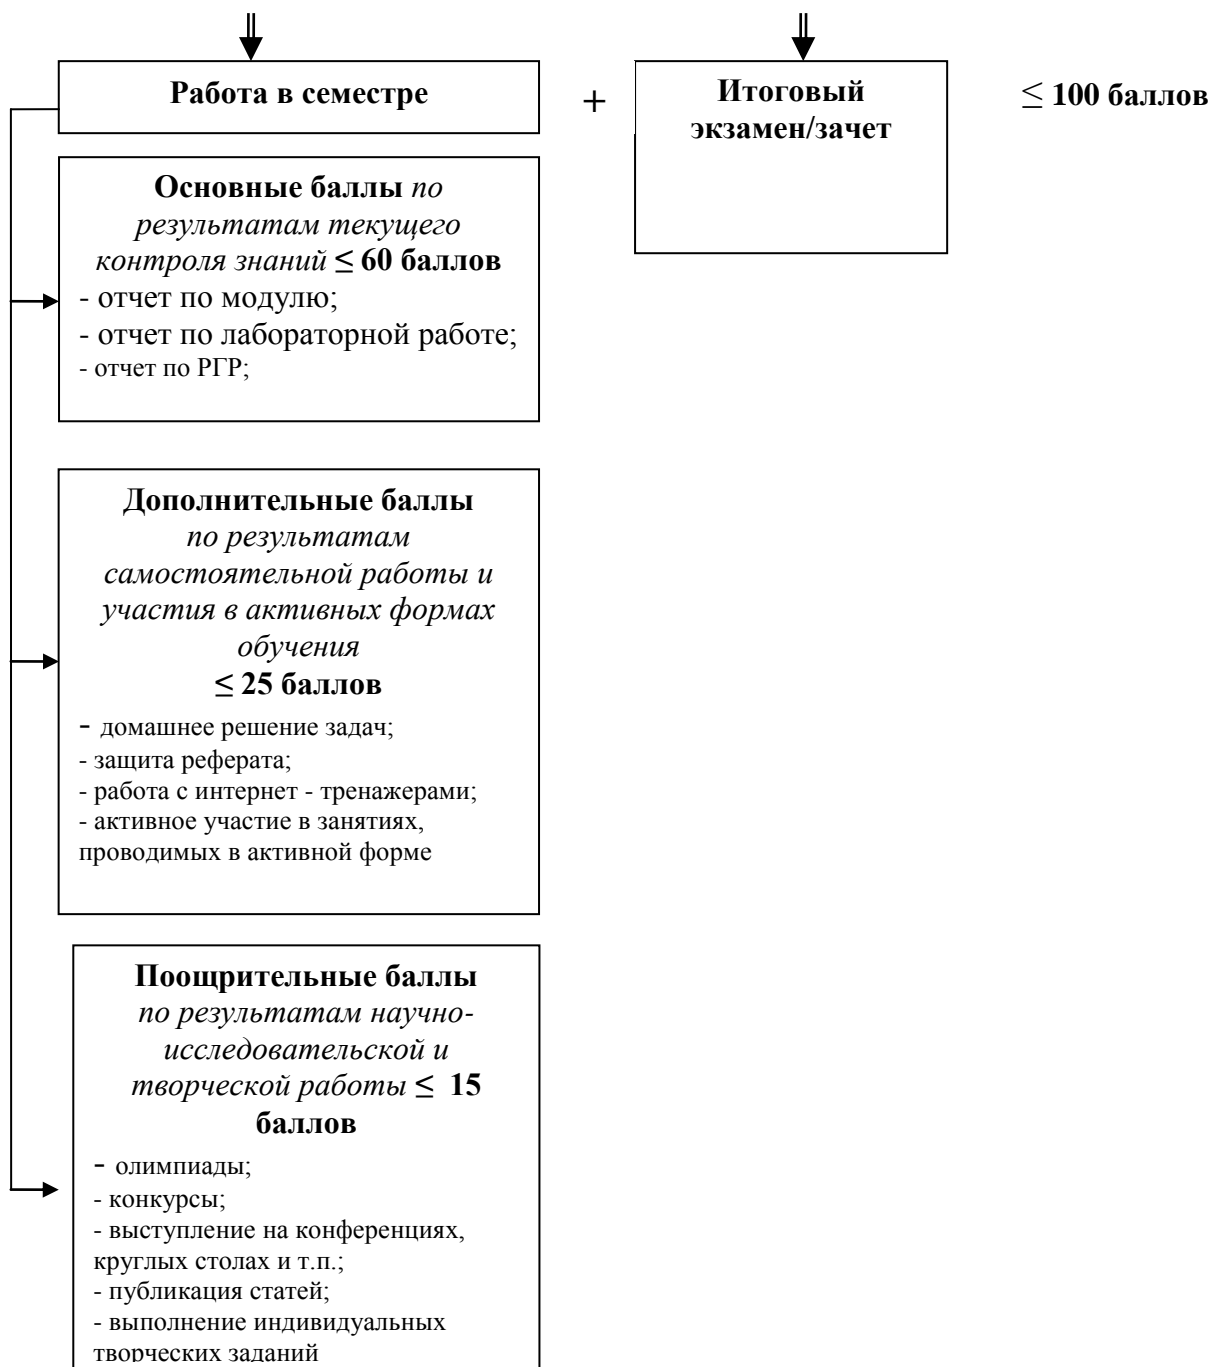 Работа в семестре
+
Итоговый
экзамен/зачет
≤ 100 баллов
Основные баллы по
результатам текущего
контроля знаний ≤ 60 баллов
- отчет по модулю;
- отчет по лабораторной работе;
- отчет по РГР;
Дополнительные баллы
по результатам
самостоятельной работы и
участия в активных формах
обучения
≤ 25 баллов
- домашнее решение задач;
- защита реферата;
- работа с интернет - тренажерами;
- активное участие в занятиях,
проводимых в активной форме
Поощрительные баллы
по результатам научно-
исследовательской и
творческой работы ≤ 15
баллов
- олимпиады;
- конкурсы;
- выступление на конференциях,
круглых столах и т.п.;
- публикация статей;
- выполнение индивидуальных
творческих заданий